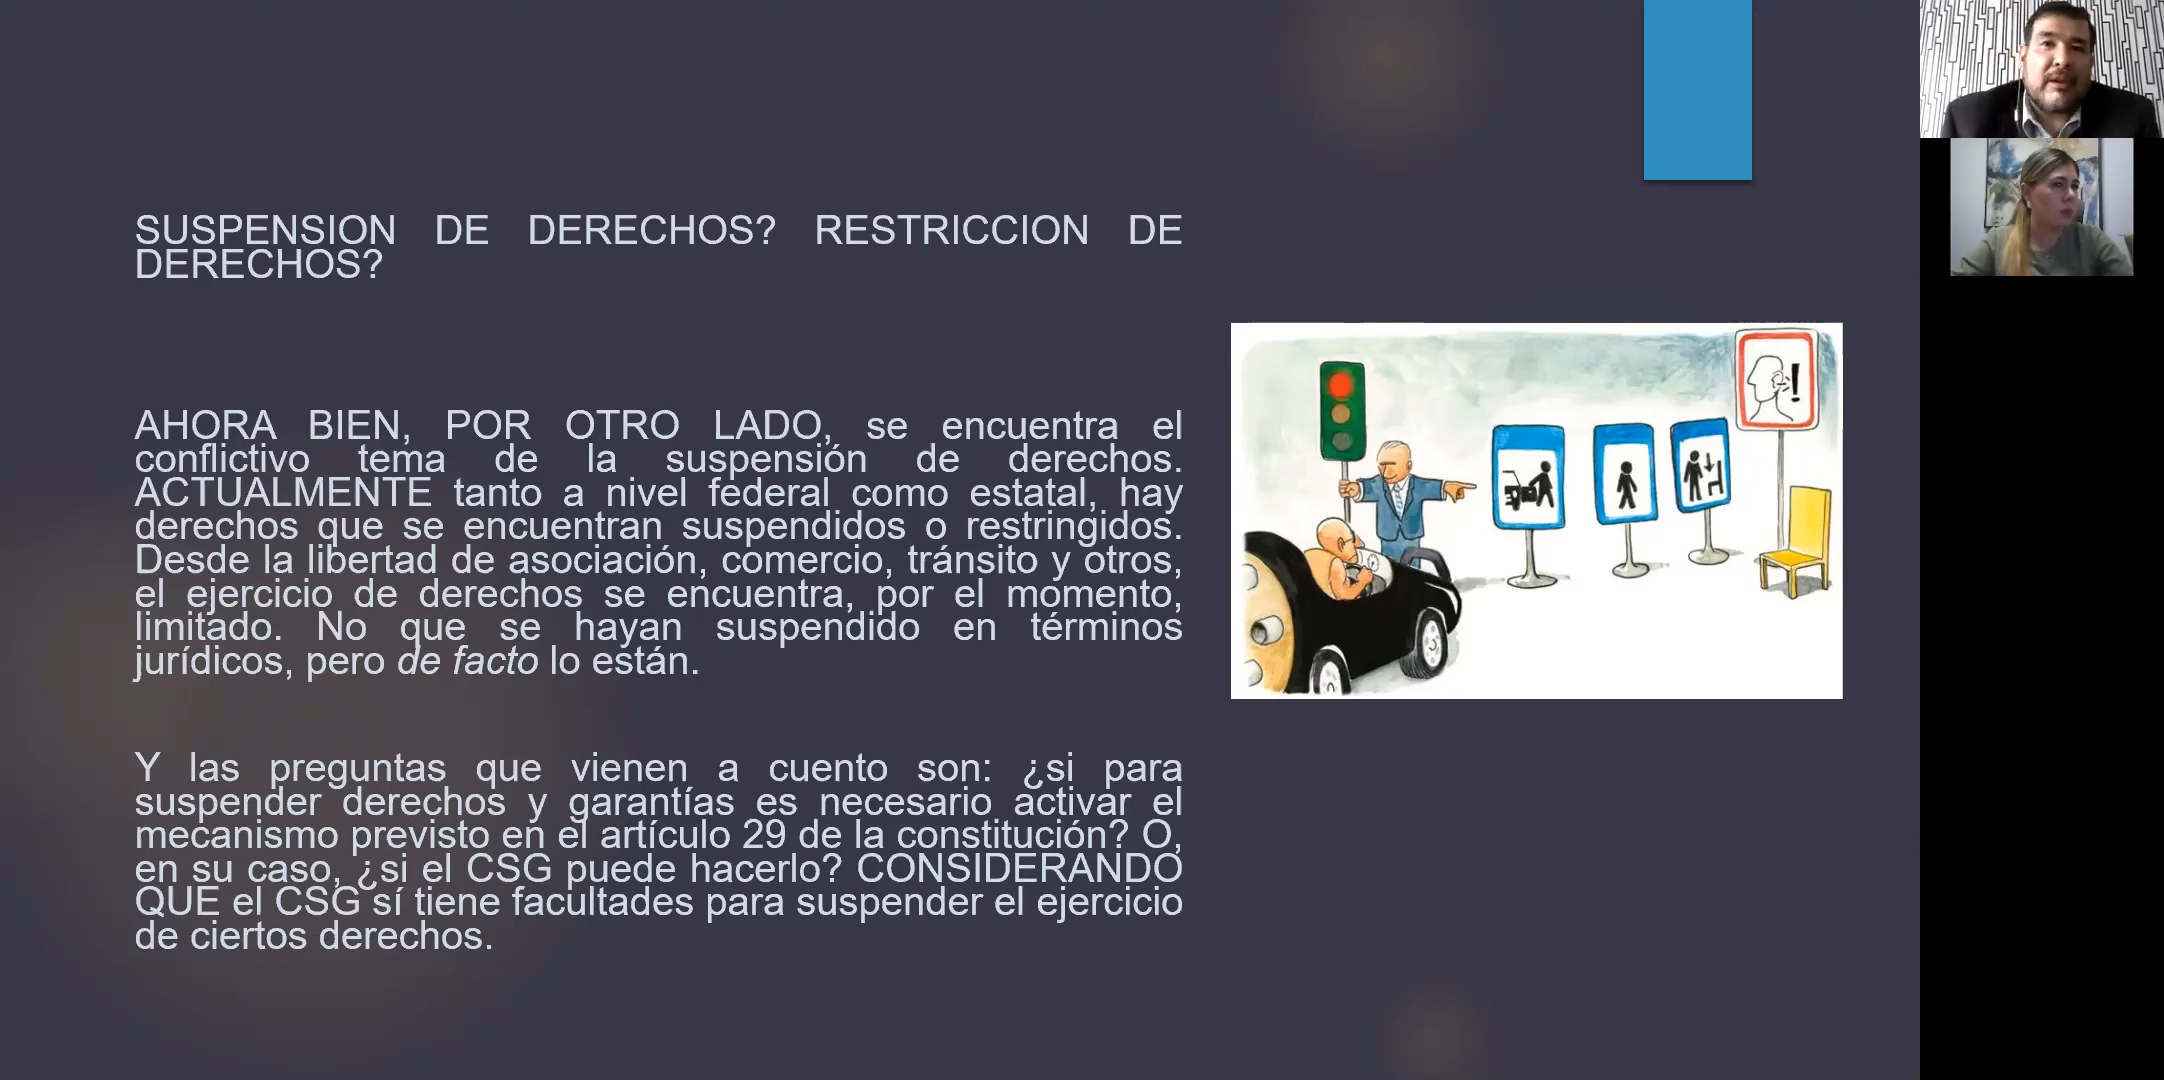 SUSPENSION DE DERECHOS? RESTRICCION DE
DERECHOS?
AHORA BIEN, POR OTRO LADO, se encuentra el
conflictivo tema de la suspensión de derechos.
ACTUALMENTE tanto a nivel federal como estatal, hay
derechos que se encuentran suspendidos o restringidos.
Desde la libertad de asociación, comercio, tránsito y otros,
el ejercicio de derechos se encuentra, por el momento,
limitado. No que se hayan suspendido en términos
jurídicos, pero de facto lo están.
Y las preguntas que vienen a cuento son: ¿si para
suspender derechos y garantías es necesario activar el
mecanismo previsto en el artículo 29 de la constitución? O,
en su caso, ¿si el CSG puede hacerlo? CONSIDERANDO
QUE el CSG sí tiene facultades para suspender el ejercicio
de ciertos derechos.
!